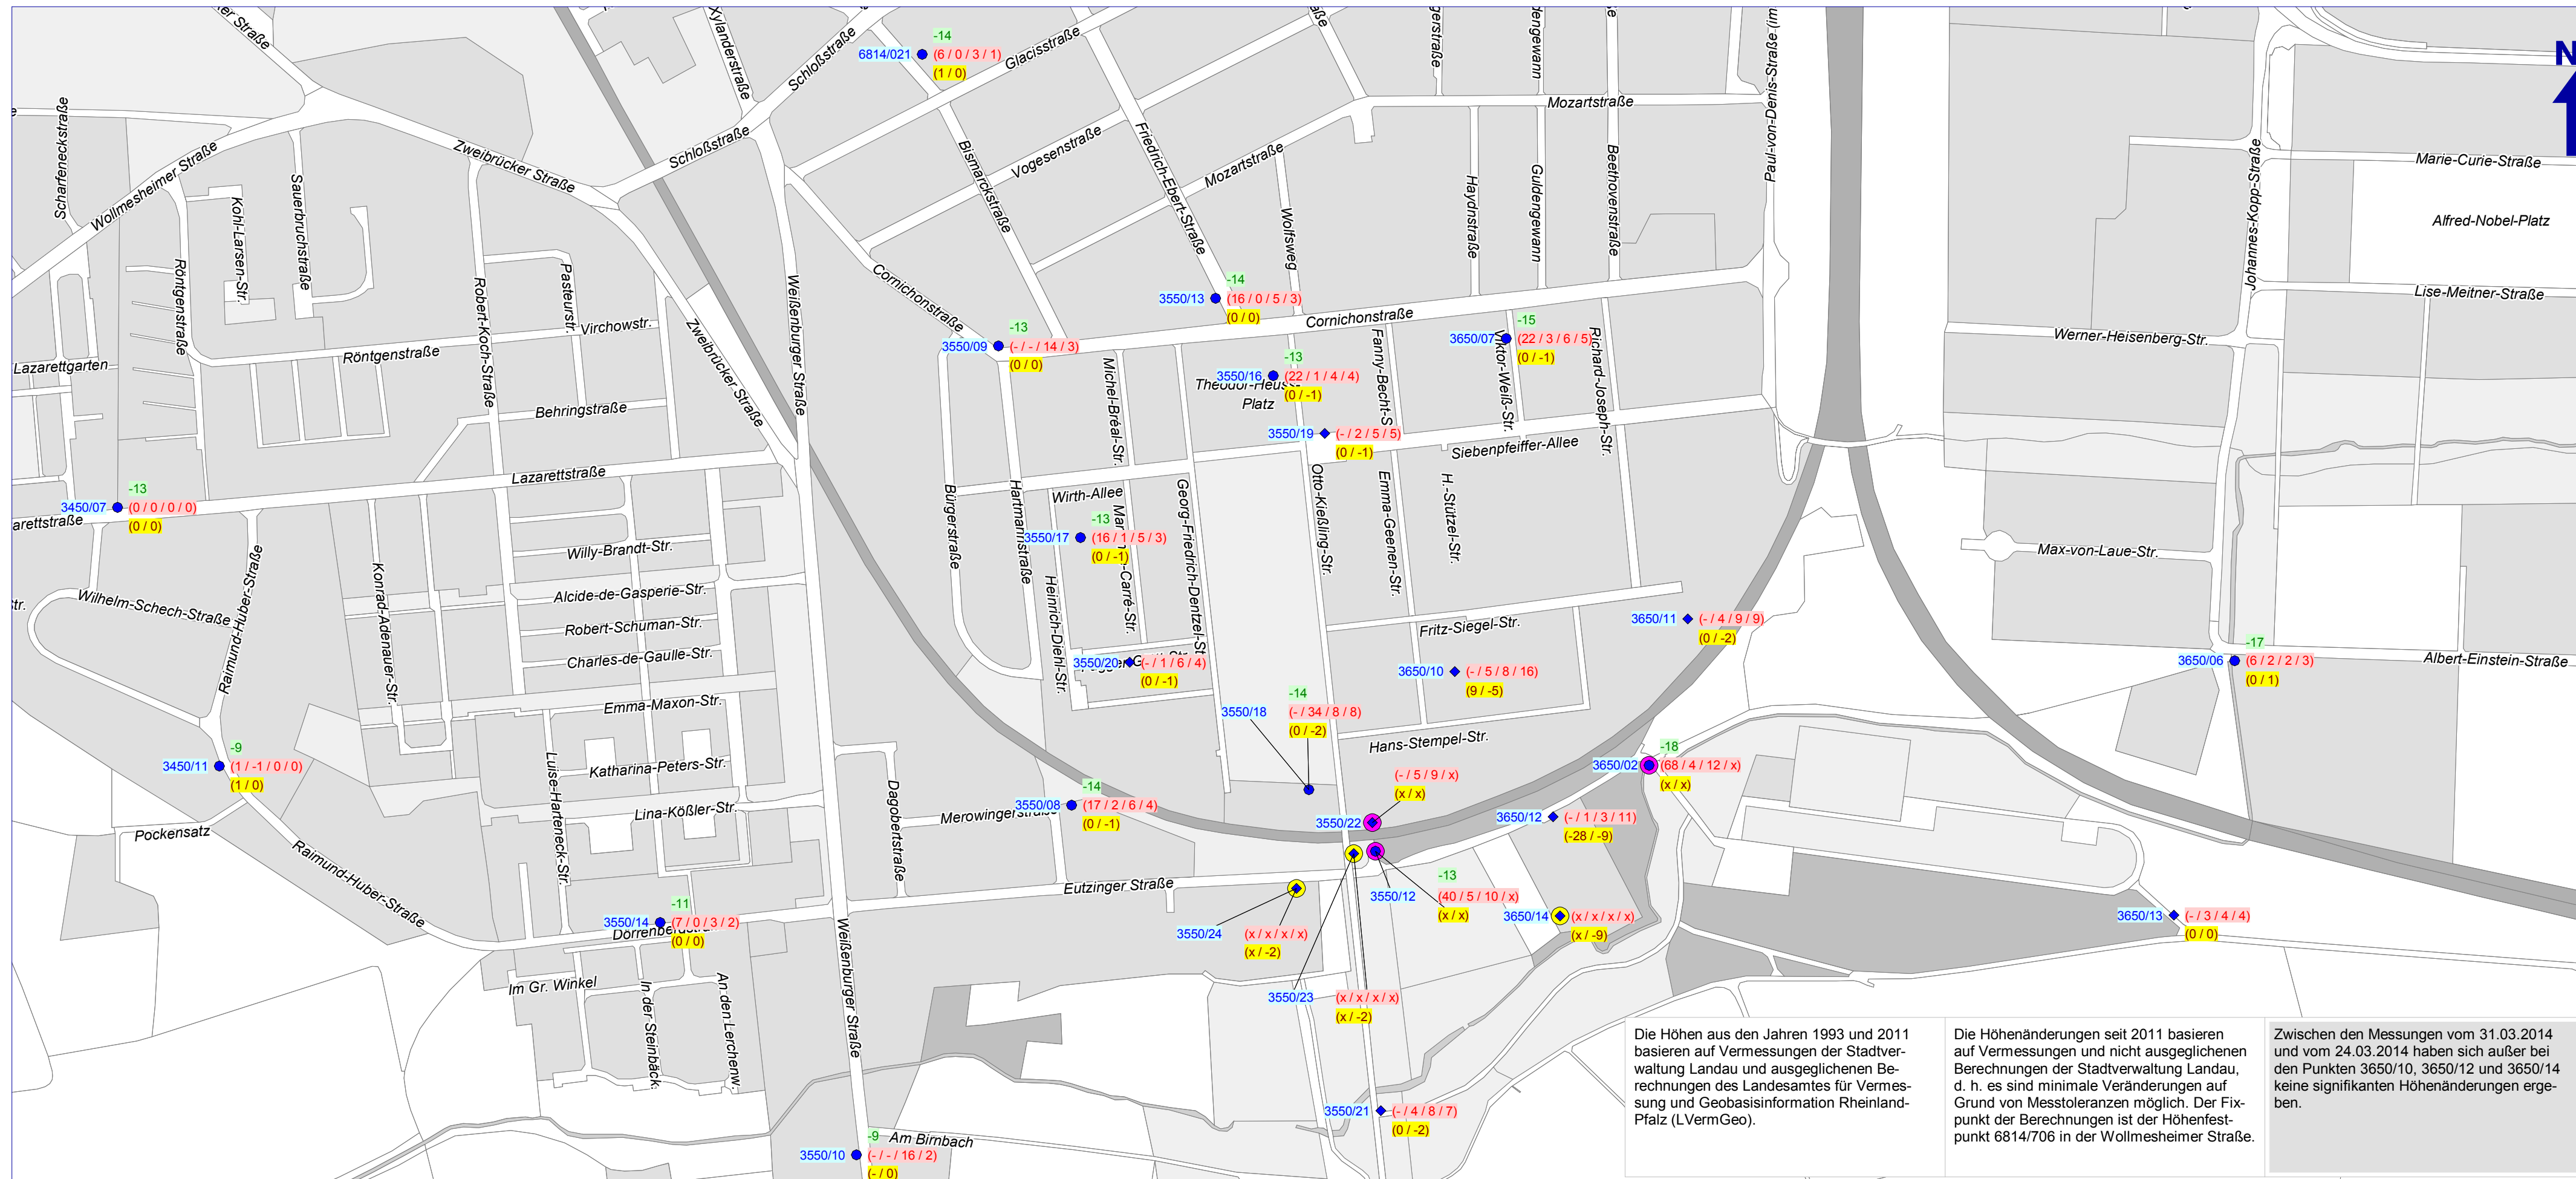 -14
6814/021
(6 / 0 / 3 / 1)
(1 / 0)
Xylanderstraße
Schloßstraße
Glacisstraße
Mozartstraße
Paul-von-Denis-Straße (im
N
Scharfeneckstraße
Wollmesheimer Straße
Zweibrücker Straße
Schloßstraße
Sauerbruchstraße
Kohl-Larsen-Str.
Röntgenstraße
Bismarckstraße
Vogesenstraße
Friedrich-Ebert-Straße
Mozartstraße
Wolfsweg
Haydnstraße
Guldengewann
Beethovenstraße
Johannes-Kopp-Straße
Marie-Curie-Straße
Alfred-Nobel-Platz
Lise-Meitner-Straße
Werner-Heisenberg-Str.
Robert-Koch-Straße
Pasteurstr.
Virchowstr.
Röntgenstraße
Zweibrücker Straße
Weißenburger Straße
Cornichonstraße
-14
3550/13
(16 / 0 / 5 / 3)
(0 / 0)
Cornichonstraße
-13
3550/09
(- / - / 14 / 3)
(0 / 0)
-15
3650/07
(22 / 3 / 6 / 5)
(0 / -1)
-13
3550/16
(22 / 1 / 4 / 4)
(0 / -1)
Platz
Lazarettgarten
Behringstraße
Michel-Bréal-Str.
Fanny-Becht-S
Richard-Joseph-Str.
3550/19
(- / 2 / 5 / 5)
(0 / -1)
Siebenpfeiffer-Allee
Lazarettstraße
-13
3450/07
(0 / 0 / 0 / 0)
(0 / 0)
arettstraße
Wirth-Allee
Bürgerstraße
Hartmannstraße
Georg-Friedrich-Dentzel-St
Otto-Kießling-Str.
Emma-Geenen-Str.
H.-Stützel-Str.
-13
3550/17
(16 / 1 / 5 / 3)
(0 / -1)
Max-von-Laue-Str.
Willy-Brandt-Str.
Alcide-de-Gasperie-Str.
Robert-Schuman-Str.
Charles-de-Gaulle-Str.
Emma-Maxon-Str.
Konrad-Adenauer-Str.
Wilhelm-Schech-Straße
Raimund-Huber-Straße
Heinrich-Diehl-Str.
Fritz-Siegel-Str.
3650/11
(- / 4 / 9 / 9)
(0 / -2)
3550/20
(- / 1 / 6 / 4)
(0 / -1)
3650/10
(- / 5 / 8 / 16)
(9 / -5)
-17
3650/06
(6 / 2 / 2 / 3)
(0 / 1)
Albert-Einstein-Straße
-14
3550/18
(- / 34 / 8 / 8)
(0 / -2)
Hans-Stempel-Str.
-18
3650/02
(68 / 4 / 12 / x)
(x / x)
-9
3450/11
(1 / -1 / 0 / 0)
(1 / 0)
Luise-Harteneck-Str.
Katharina-Peters-Str.
Lina-Kößler-Str.
Dagobertstraße
Merowingerstraße
-14
3550/08
(17 / 2 / 6 / 4)
(0 / -1)
(- / 5 / 9 / x)
(x / x)
3550/22
3650/12
(- / 1 / 3 / 11)
(-28 / -9)
Pockensatz
Raimund-Huber-Straße
Eutzinger Straße
-13
3550/12
(40 / 5 / 10 / x)
(x / x)
3650/14
(x / x / x / x)
(x / -9)
3650/13
(- / 3 / 4 / 4)
(0 / 0)
-11
3550/14
(7 / 0 / 3 / 2)
(0 / 0)
3550/24
(x / x / x / x)
(x / -2)
Im Gr. Winkel
In der Steinbäck.
An den Lerchenw.
Weißenburger Straße
3550/23
(x / x / x / x)
(x / -2)
3550/21
(- / 4 / 8 / 7)
(0 / -2)
-9
Am Birnbach
3550/10
(- / - / 16 / 2)
(- / 0)
Die Höhen aus den Jahren 1993 und 2011
basieren auf Vermessungen der Stadtver-
waltung Landau und ausgeglichenen Be-
rechnungen des Landesamtes für Vermes-
sung und Geobasisinformation Rheinland-
Pfalz (LVermGeo).
Die Höhenänderungen seit 2011 basieren
auf Vermessungen und nicht ausgeglichenen
Berechnungen der Stadtverwaltung Landau,
d. h. es sind minimale Veränderungen auf
Grund von Messtoleranzen möglich. Der Fix-
punkt der Berechnungen ist der Höhenfest-
punkt 6814/706 in der Wollmesheimer Straße.
Zwischen den Messungen vom 31.03.2014
und vom 24.03.2014 haben sich außer bei
den Punkten 3650/10, 3650/12 und 3650/14
keine signifikanten Höhenänderungen erge-
ben.